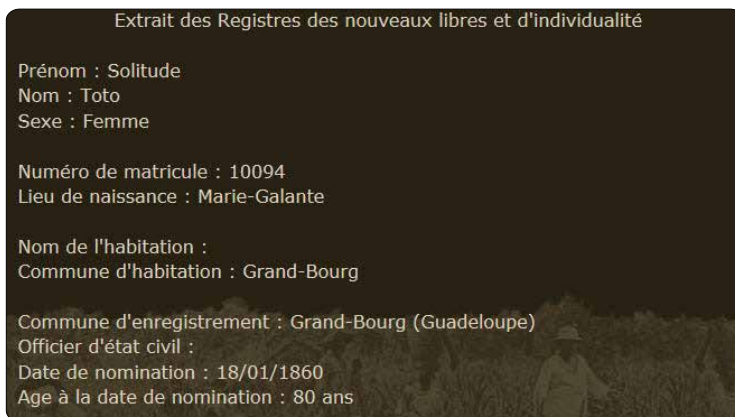 Extrait des Registres des nouveaux libres et d'individualité
Prénom : Solitude
Nom : Toto
Sexe : Femme
Numéro de matricule : 10094
Lieu de naissance : Marie-Galante
Nom de l'habitation :
Commune d'habitation : Grand-Bourg
Commune d'enregistrement : Grand-Bourg (Guadeloupe)
Officier d'état civil :
Date de nomination : 18/01/1860
Age à la date de nomination : 80 ans